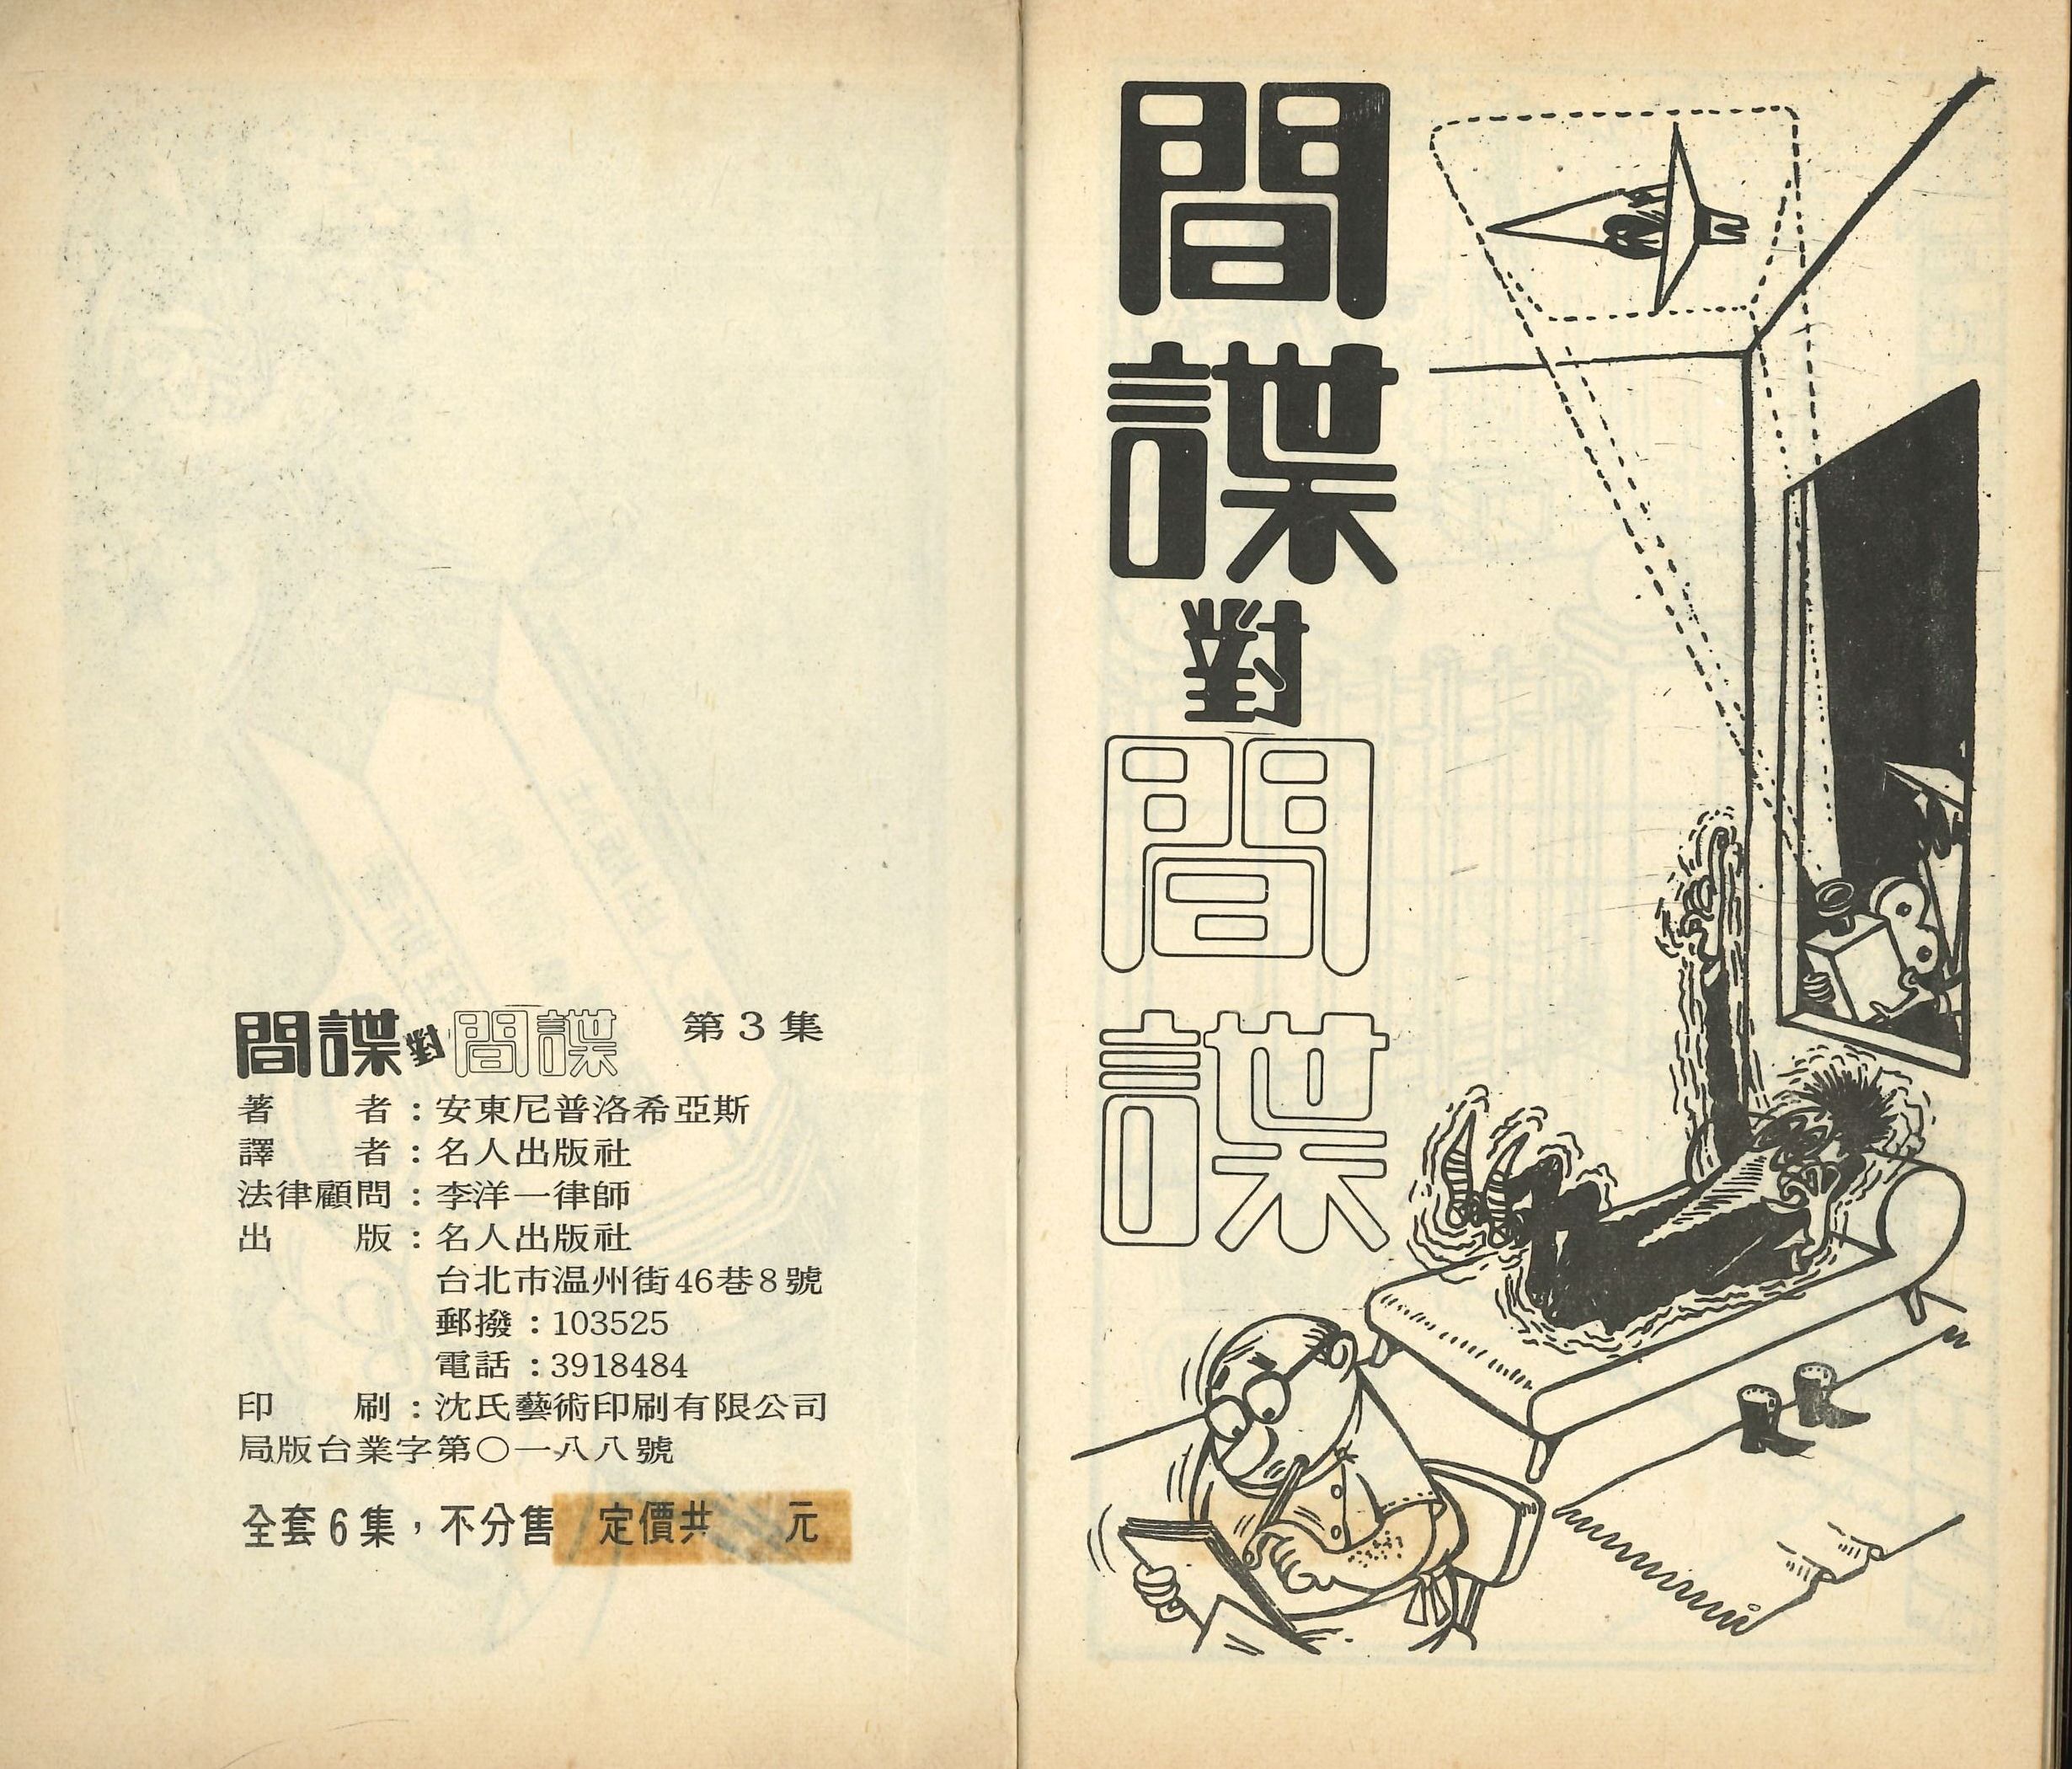 間諜對間諜 第3集
著者：安東尼普洛希亞斯
譯者：名人出版社
法律顧問：李洋一律師
出版：名人出版社
台北市温州街46巷8號
郵撥：103525
電話：3918484
印刷：沈氏藝術印刷有限公司
局版台業字第〇一八八號
全套6集，不分售 定價共 元
間諜對間諜